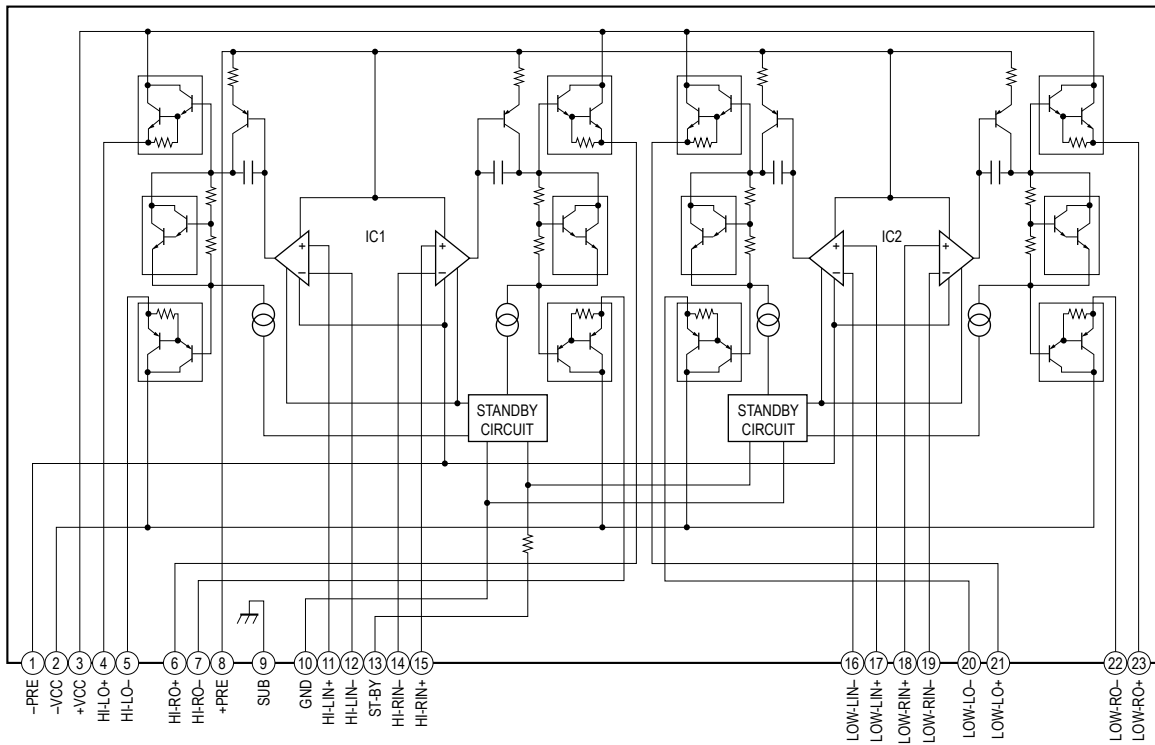 IC1
IC2
+
−
+
−
+
−
+
−
STANDBY
CIRCUIT
STANDBY
CIRCUIT
1
2
3
4
5
6
7
8
9
10
11
12
13
14
15
16
17
18
19
20
21
22
23
–PRE
–VCC
+VCC
HI-LO+
HI-LO–
HI-RO+
HI-RO–
+PRE
SUB
GND
HI-LIN+
HI-LIN–
ST-BY
HI-RIN–
HI-RIN+
LOW-LIN–
LOW-LIN+
LOW-RIN+
LOW-RIN–
LOW-LO–
LOW-LO+
LOW-RO–
LOW-RO+